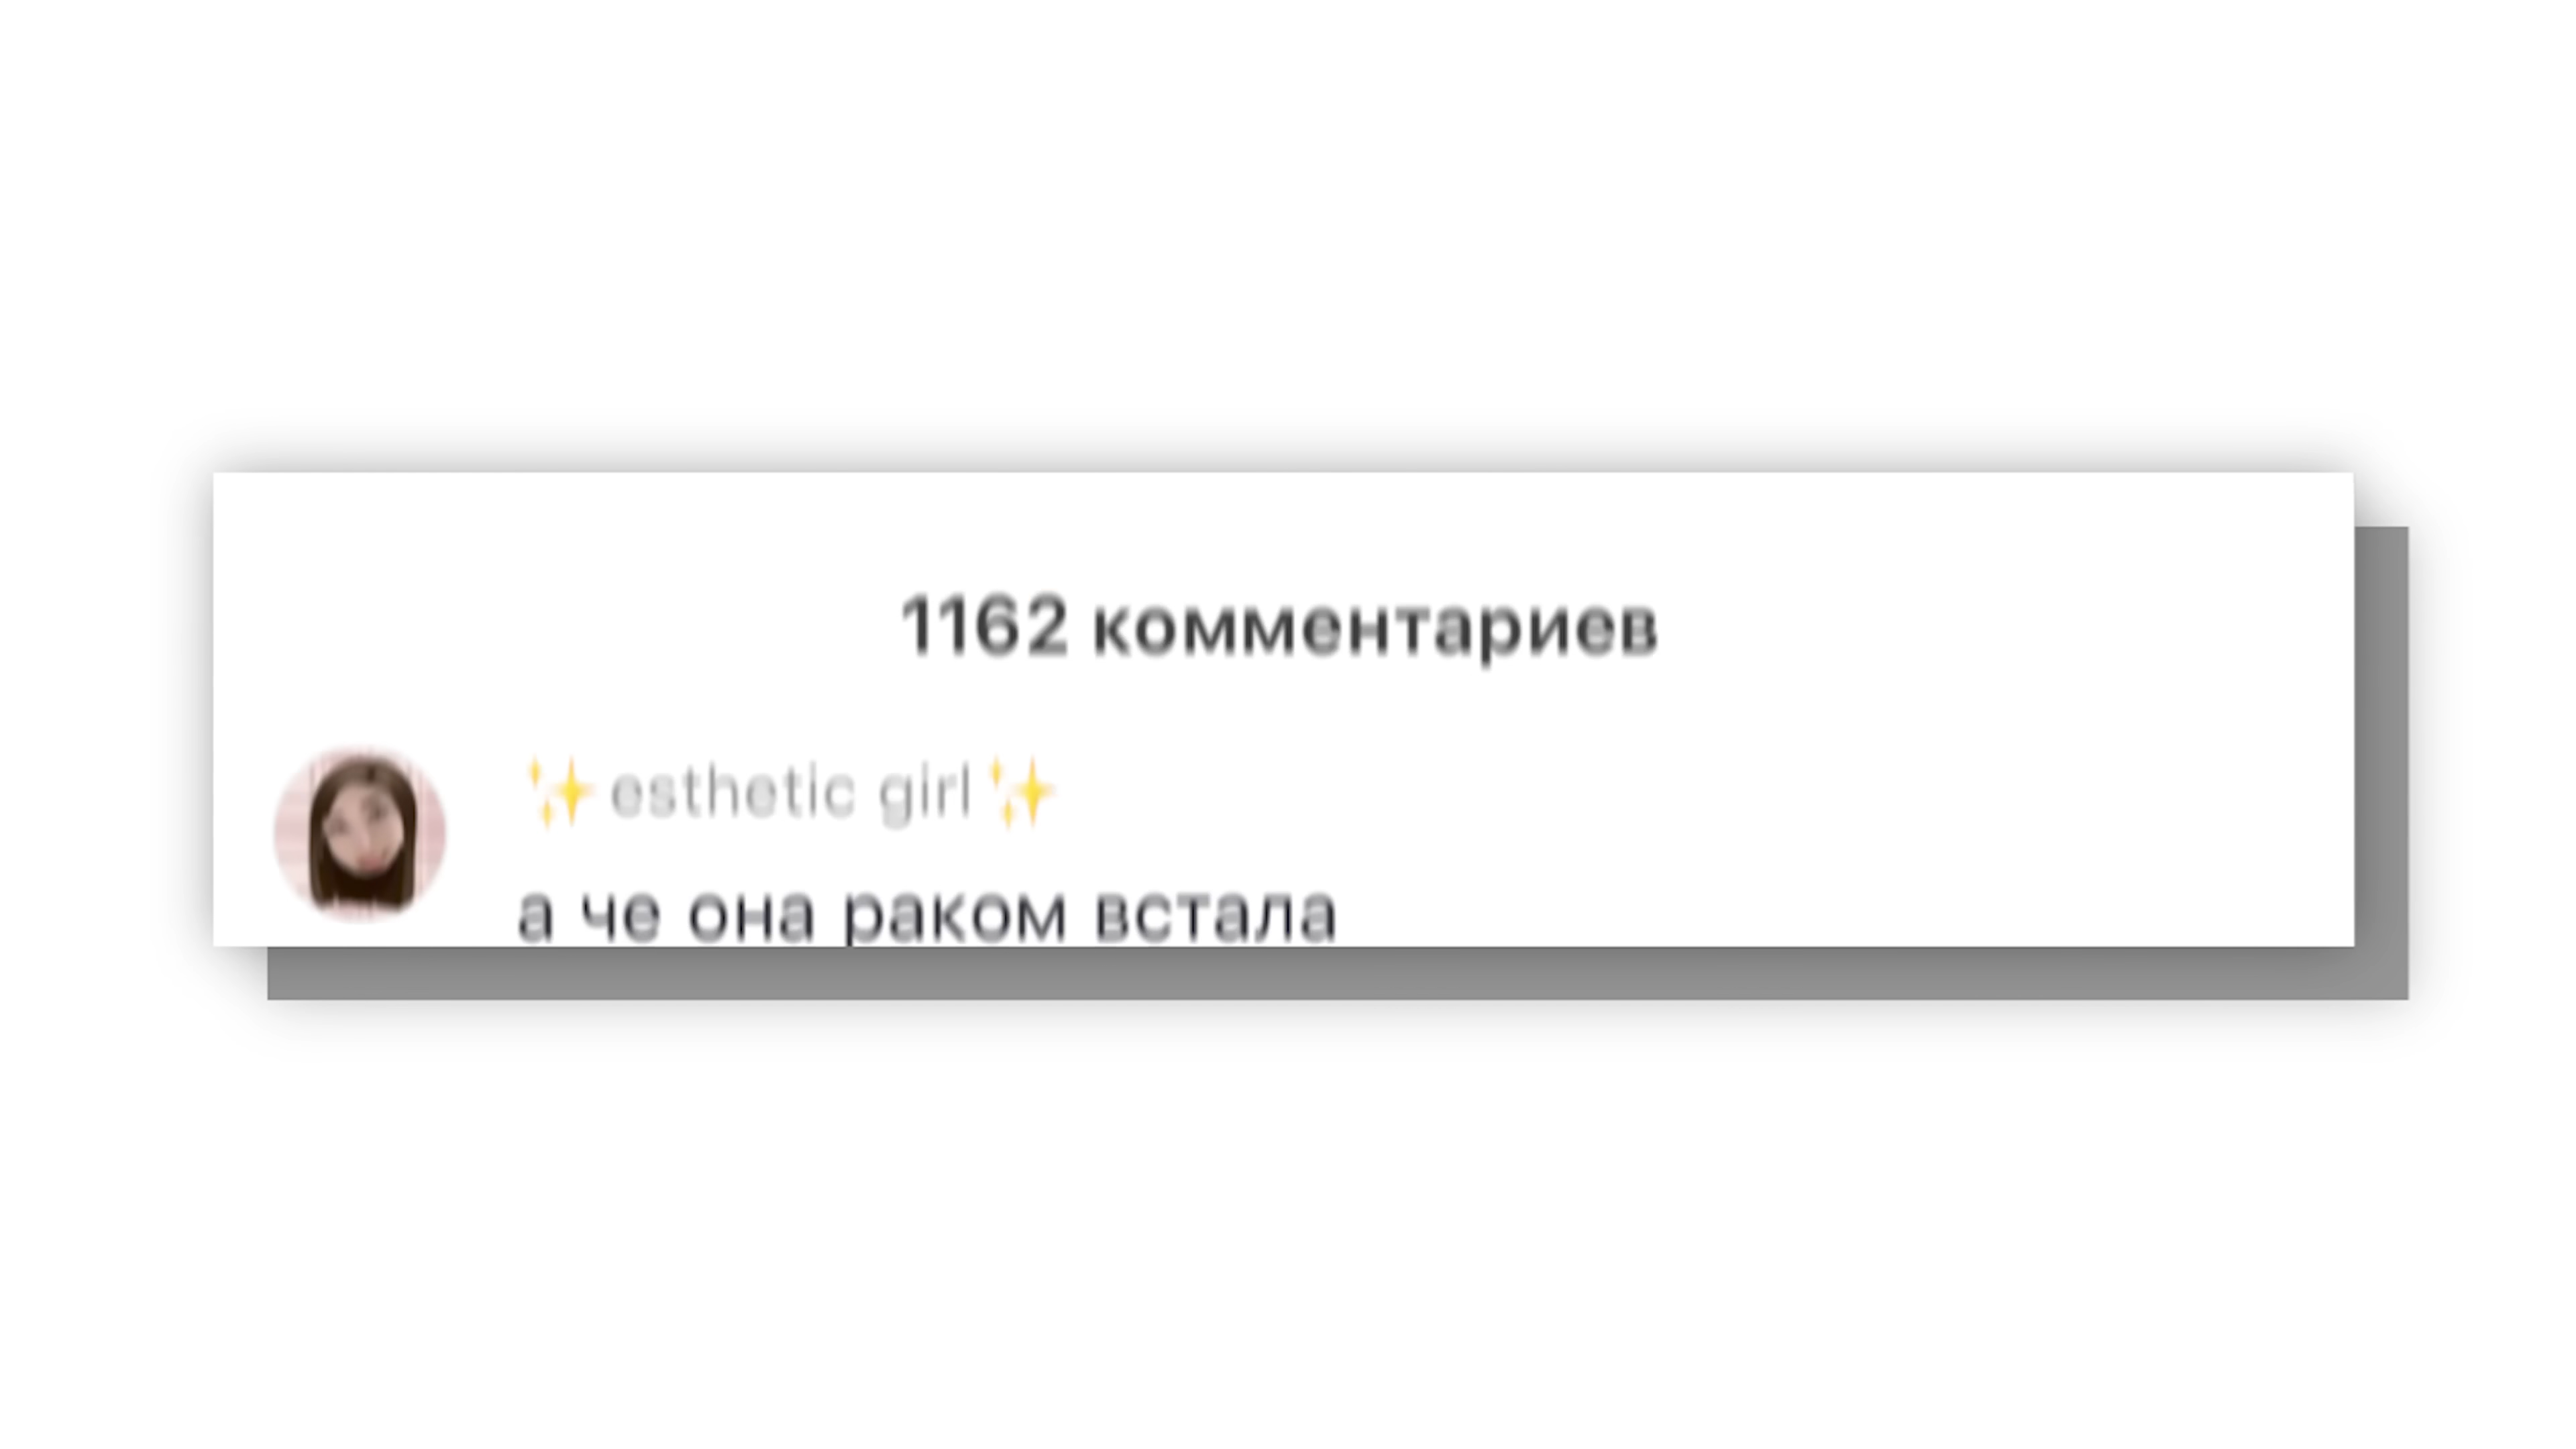 1162 комментариев
✨esthetic girl✨
а че она раком встала